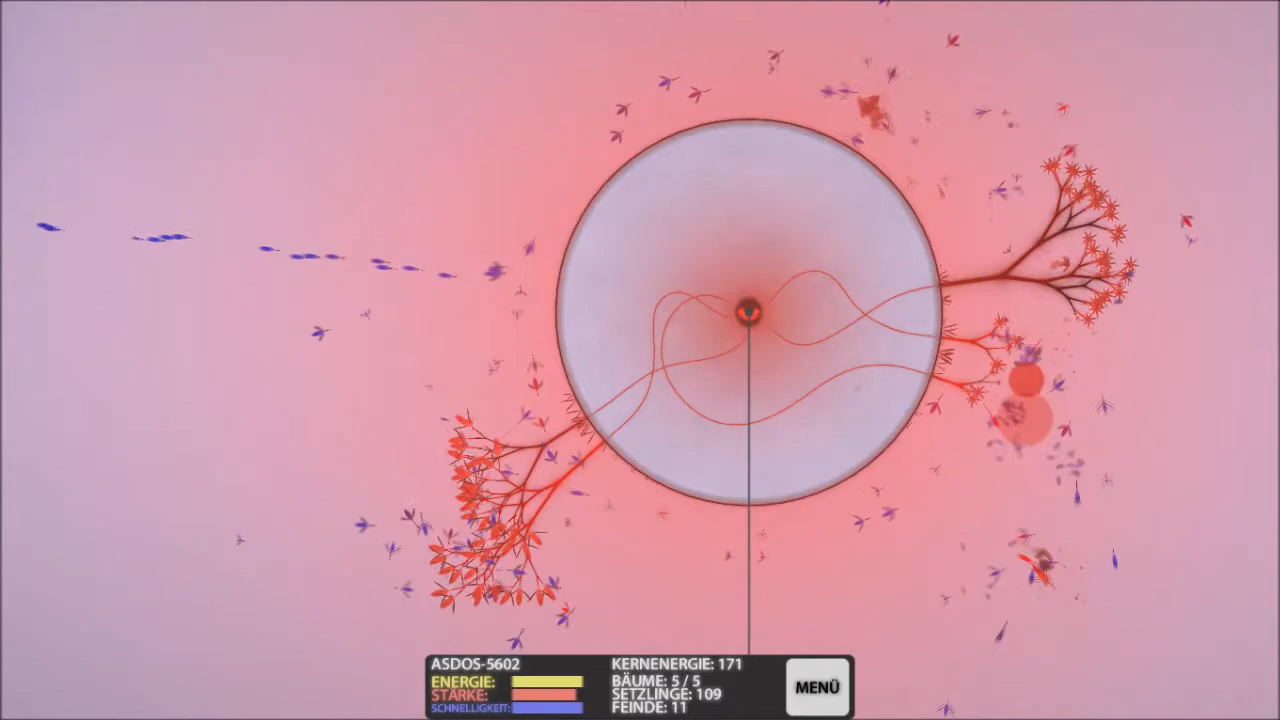 ASDOS-5602
ENERGIE:
STÄRKE:
SCHNELLIGKEIT:
KERNENERGIE: 171
BÄUME: 5 / 5
SETZLINGE: 109
FEINDE: 11
MENÜ